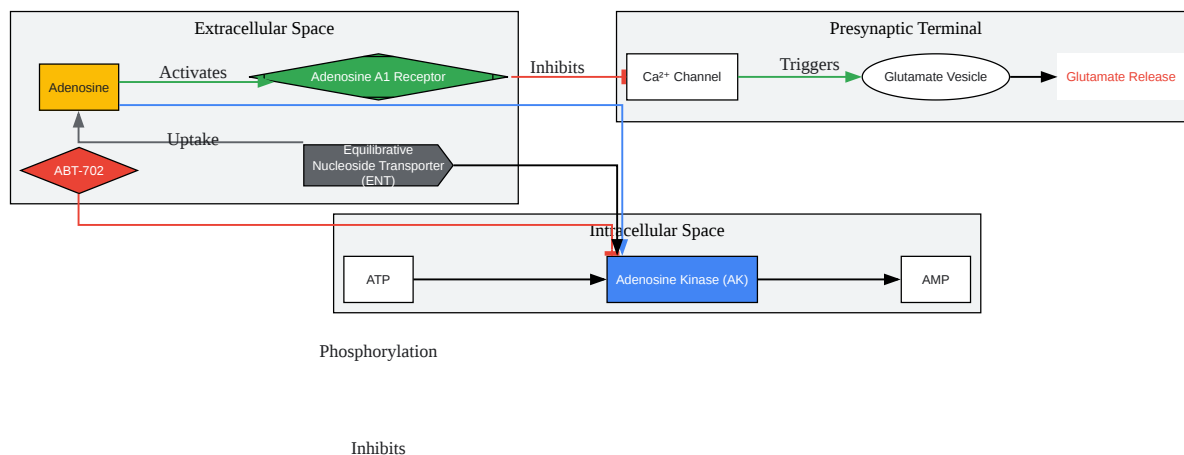 Extracellular Space
Presynaptic Terminal
Adenosine
Activates
Adenosine A1 Receptor
Inhibits
Ca²⁺ Channel
Triggers
Glutamate Vesicle
Glutamate Release
Uptake
Equilibrative
Nucleoside Transporter
(ENT)
ABT-702
Intracellular Space
ATP
Adenosine Kinase (AK)
AMP
Phosphorylation
Inhibits